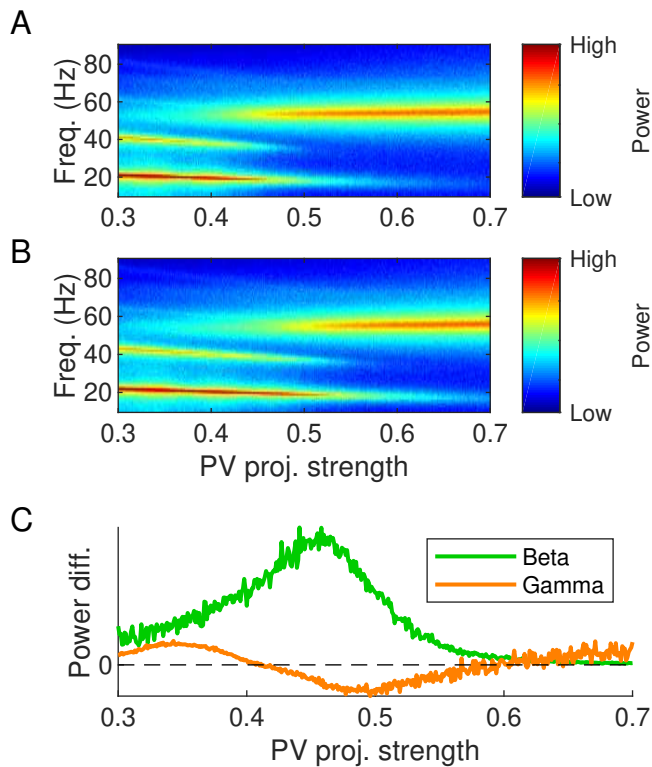 A
Freq. (Hz)
80
60
40
20
0.3 0.4 0.5 0.6 0.7
High
Power
Low
B
Freq. (Hz)
80
60
40
20
0.3 0.4 0.5 0.6 0.7
PV proj. strength
High
Power
Low
C
Power diff.
0
Beta
Gamma
0.3 0.4 0.5 0.6 0.7
PV proj. strength